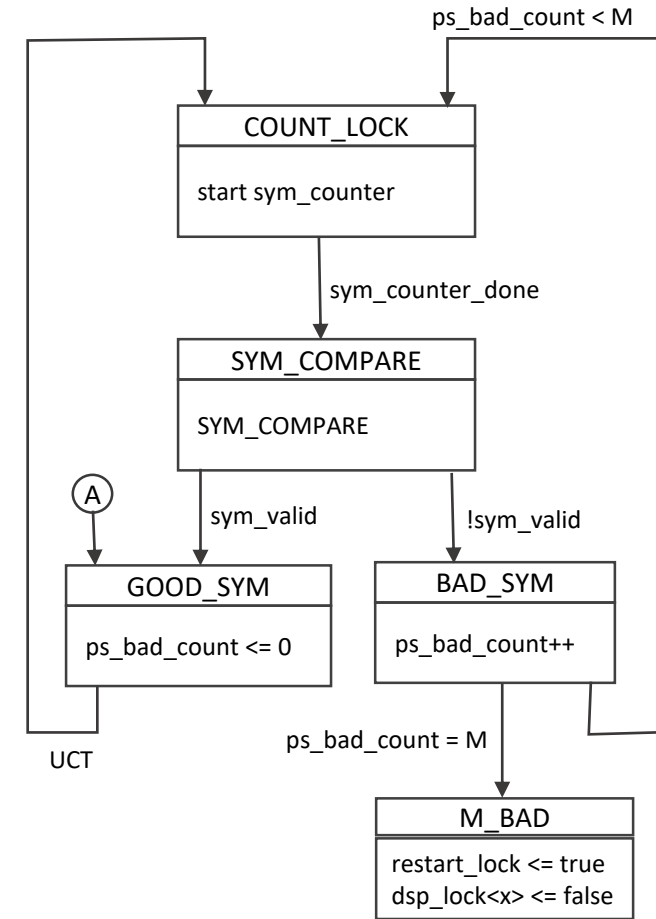 ps_bad_count < M
COUNT_LOCK
start sym_counter
sym_counter_done
SYM_COMPARE
SYM_COMPARE
A
sym_valid
!sym_valid
GOOD_SYM
BAD_SYM
ps_bad_count <= 0
ps_bad_count++
ps_bad_count = M
UCT
M_BAD
restart_lock <= true
dsp_lock<x> <= false